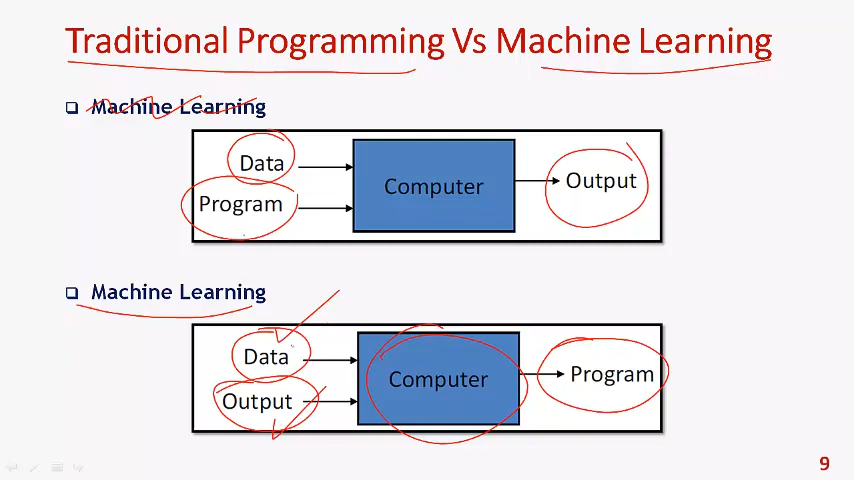 Traditional Programming Vs Machine Learning
Machine Learning
Data
Program
Computer
Output
Machine Learning
Data
Output
Computer
Program
9